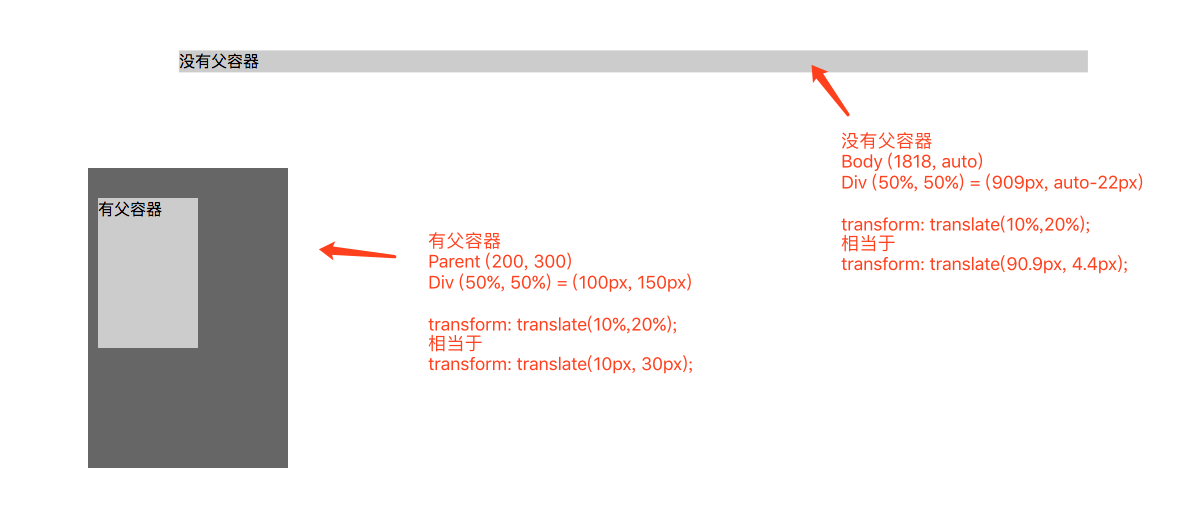 没有父容器
没有父容器
Body (1818, auto)
Div (50%, 50%) = (909px, auto-22px)
transform: translate(10%,20%);
相当于
transform: translate(90.9px, 4.4px);
有父容器
有父容器
Parent (200, 300)
Div (50%, 50%) = (100px, 150px)
transform: translate(10%,20%);
相当于
transform: translate(10px, 30px);